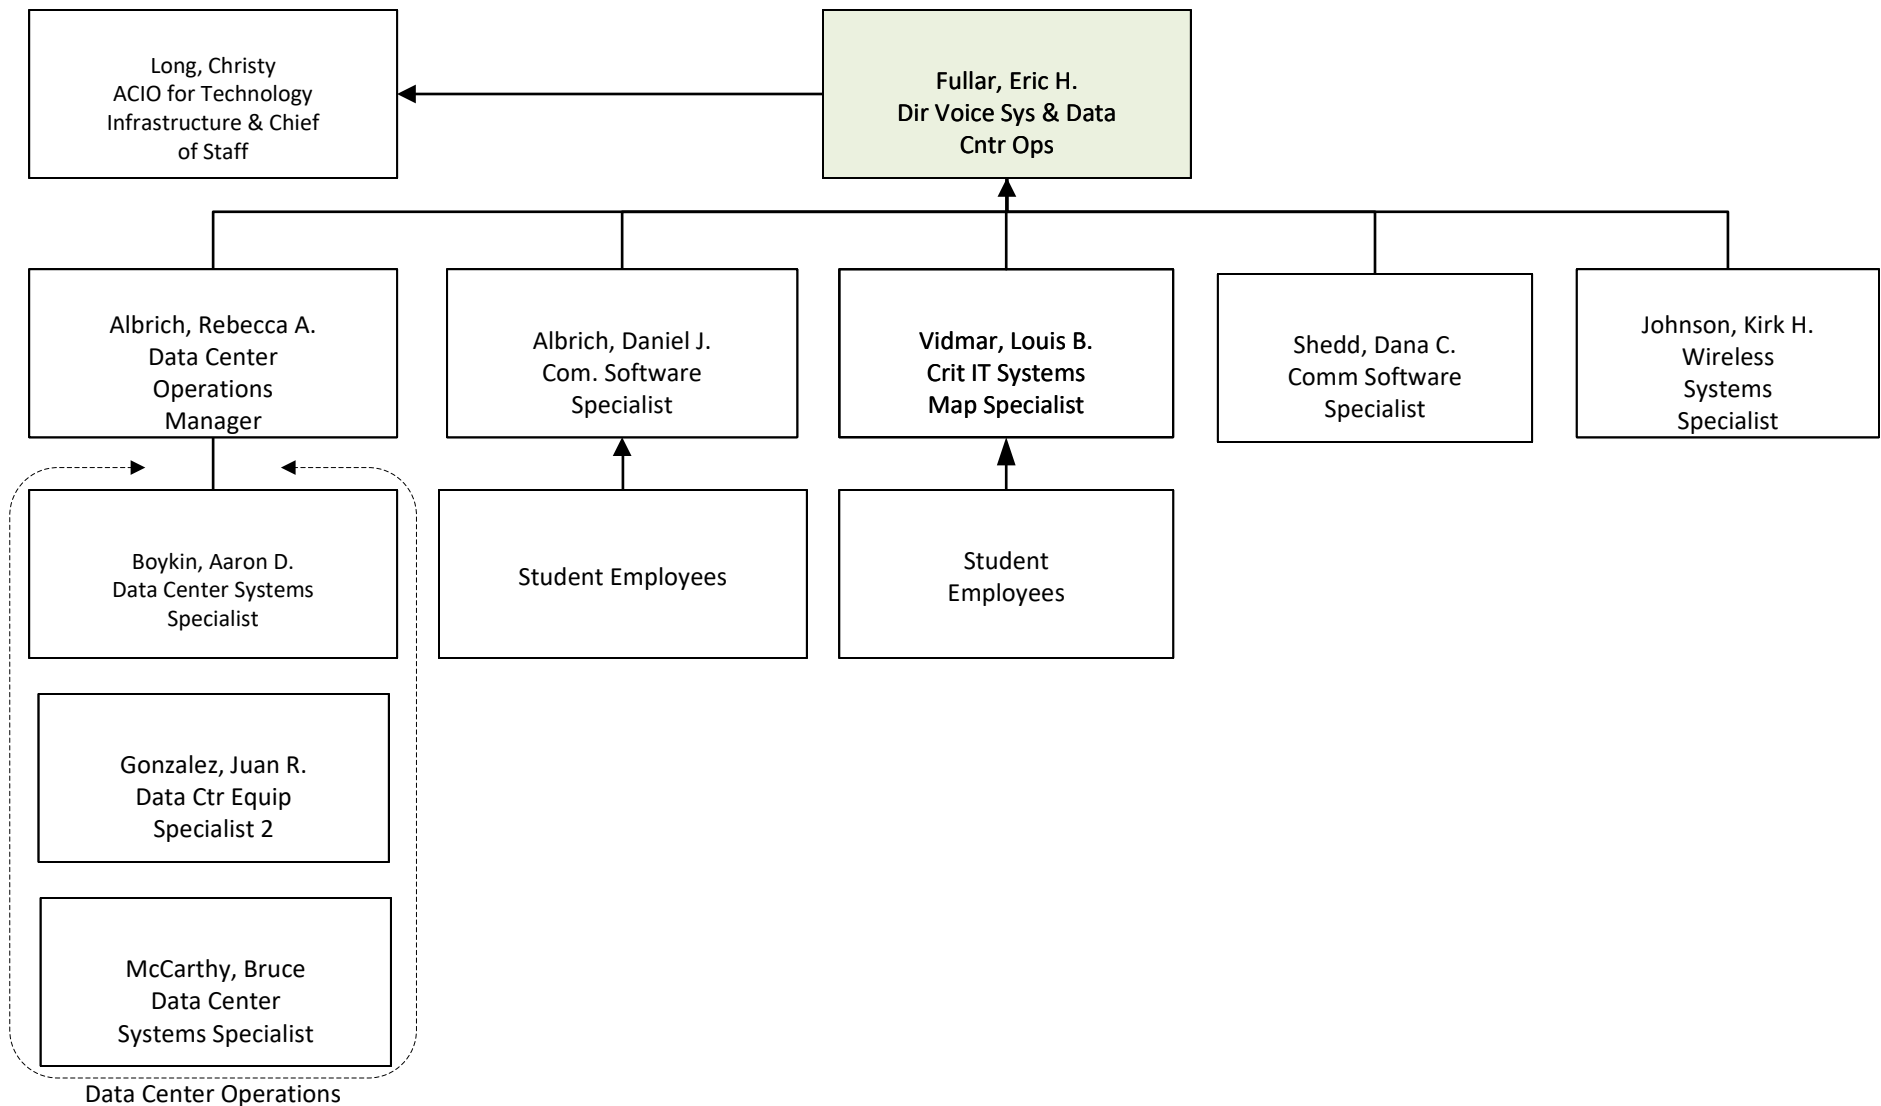 Long, Christy
ACIO for Technology
Infrastructure & Chief
of Staff
Fullar, Eric H.
Dir Voice Sys & Data
Cntr Ops
Albrich, Rebecca A.
Data Center
Operations
Manager
Albrich, Daniel J.
Com. Software
Specialist
Vidmar, Louis B.
Crit IT Systems
Map Specialist
Shedd, Dana C.
Comm Software
Specialist
Johnson, Kirk H.
Wireless
Systems
Specialist
Boykin, Aaron D.
Data Center Systems
Specialist
Student Employees
Student
Employees
Gonzalez, Juan R.
Data Ctr Equip
Specialist 2
McCarthy, Bruce
Data Center
Systems Specialist
Data Center Operations